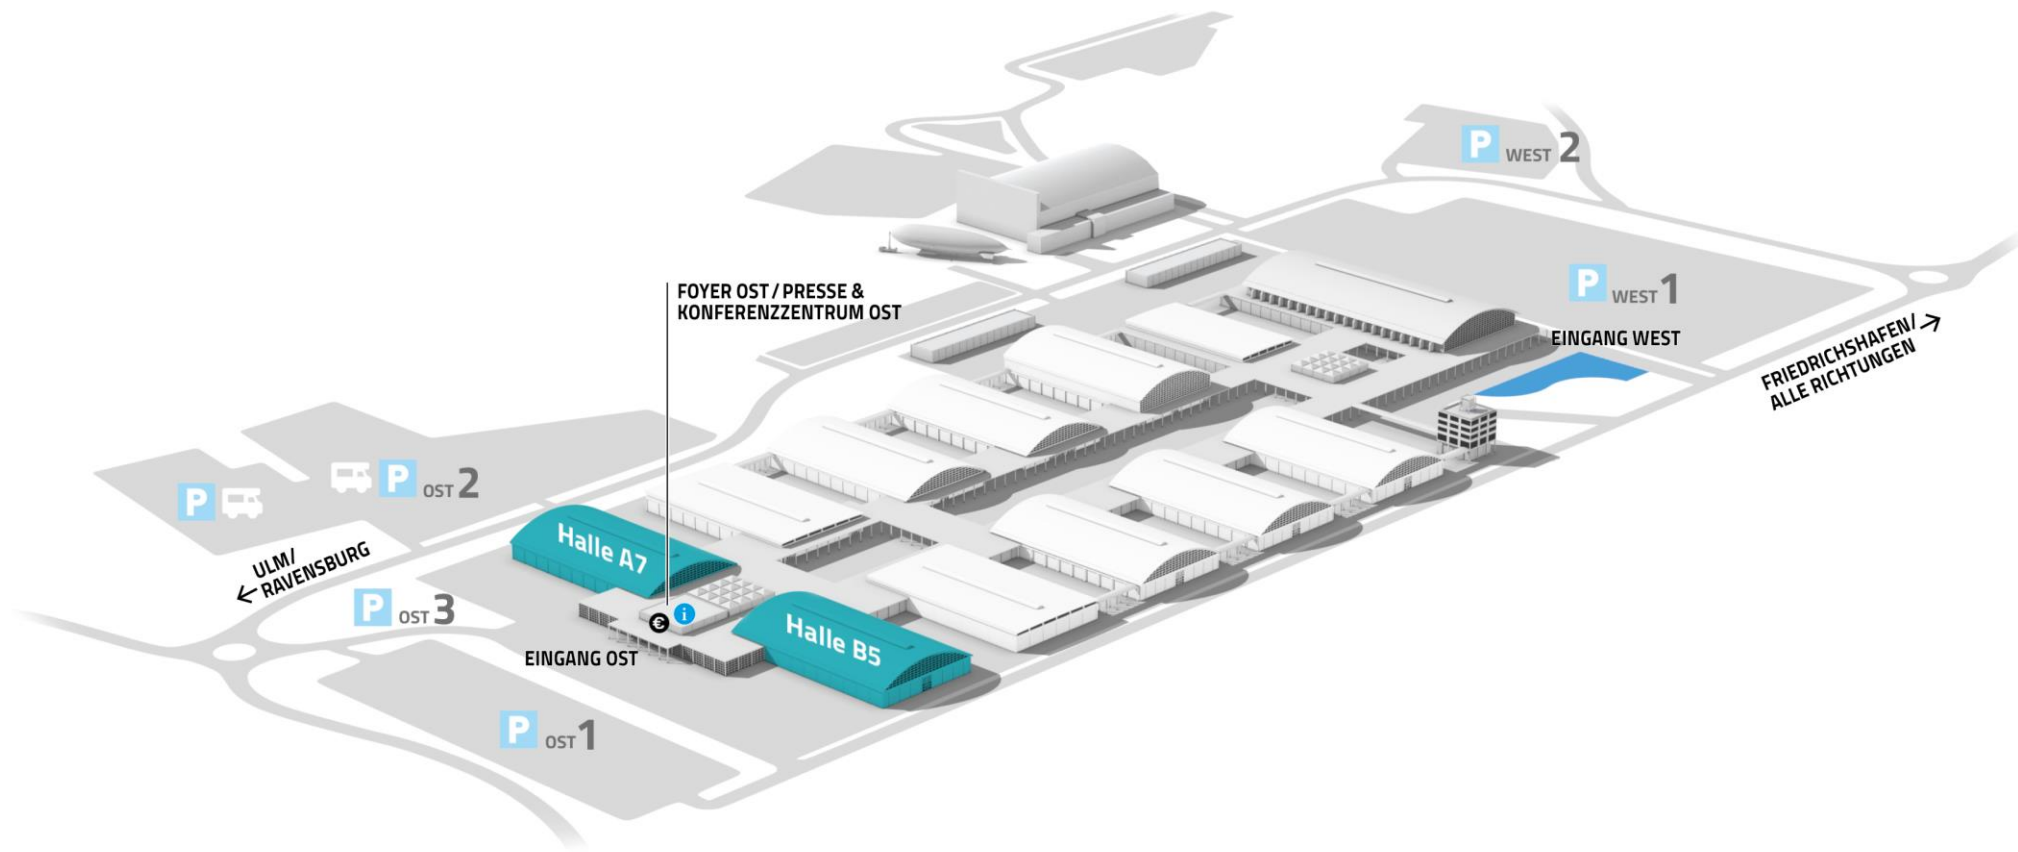 P WEST 2
P WEST 1
FOYER OST / PRESSE &
KONFERENZZENTRUM OST
EINGANG WEST
FRIEDRICHSHAFEN/
ALLE RICHTUNGEN
P
P OST 2
ULM/
RAVENSBURG
Halle A7
P OST 3
€ i
Halle B5
EINGANG OST
P OST 1